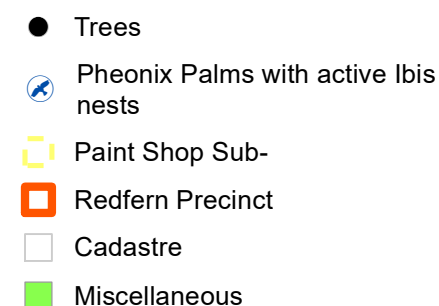 Trees
Pheonix Palms with active Ibis
nests
Paint Shop Sub-
Redfern Precinct
Cadastre
Miscellaneous